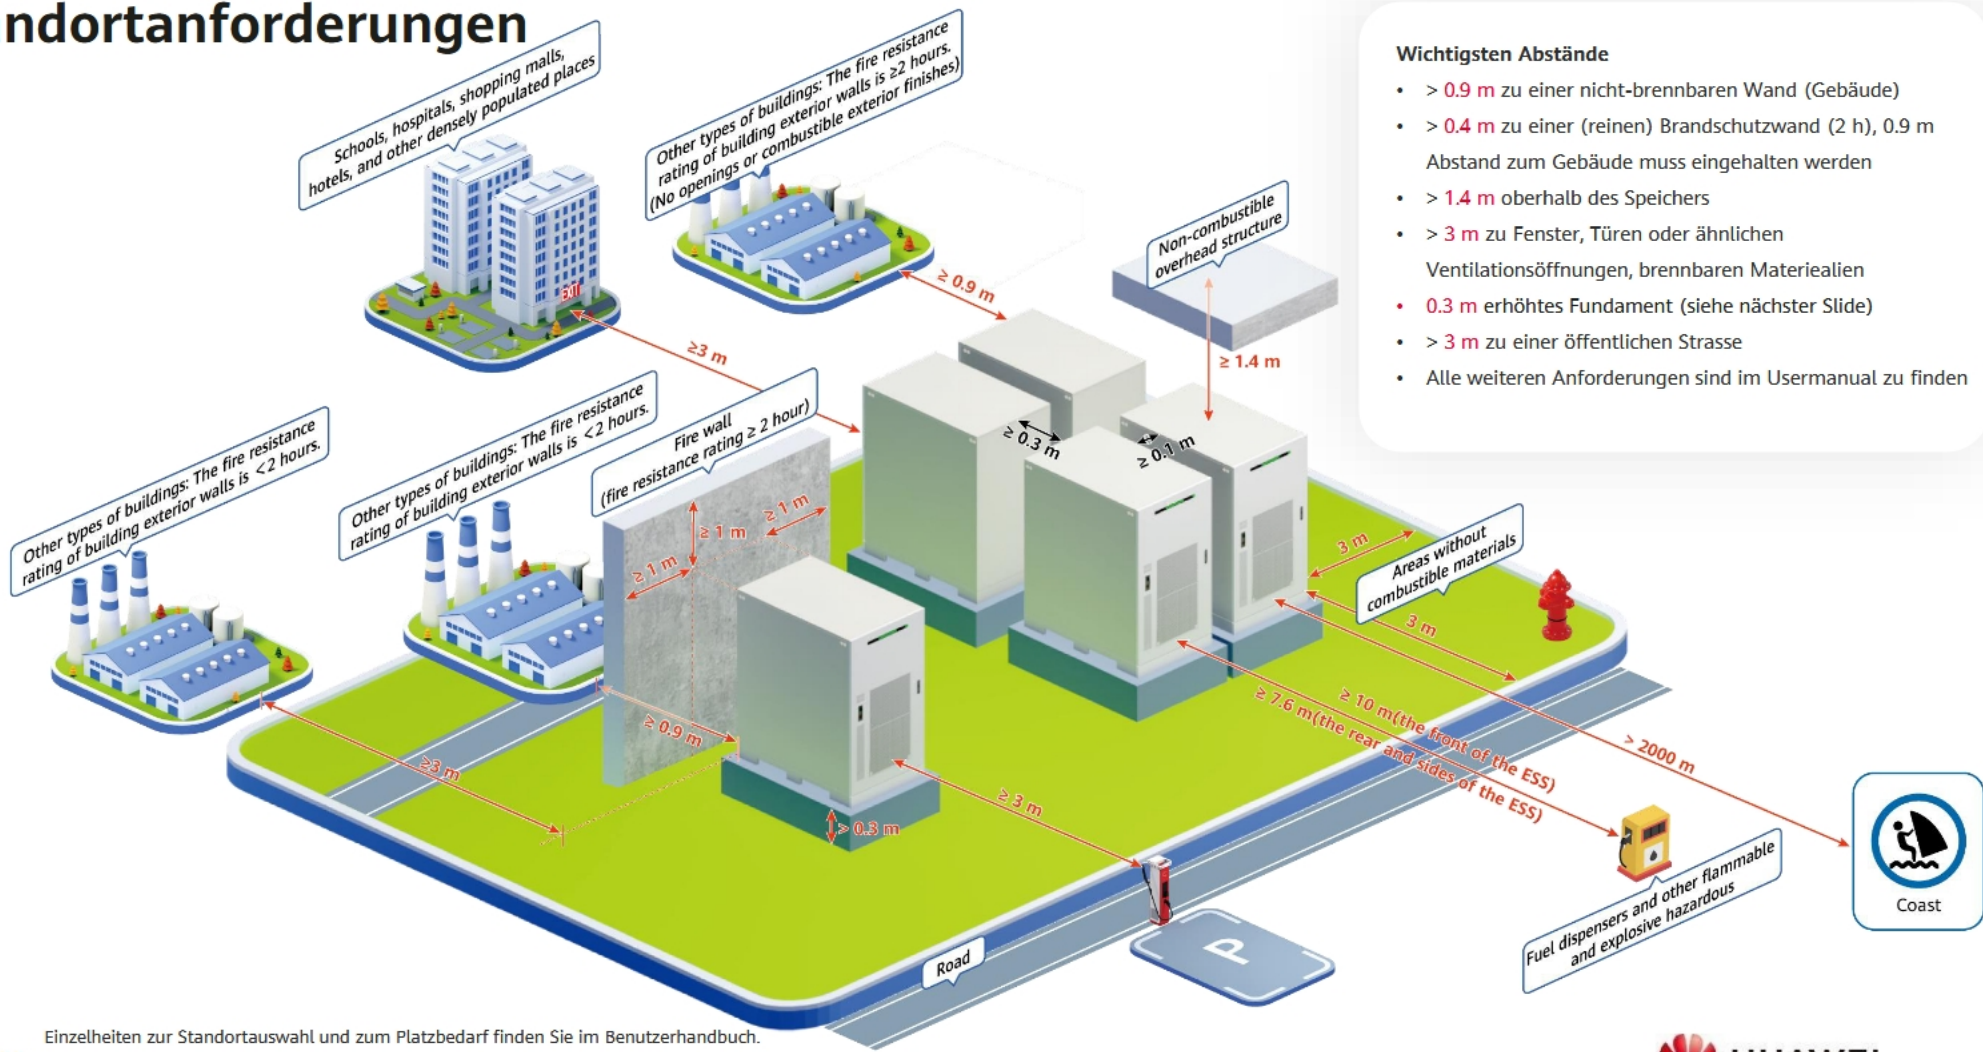 ndortanforderungen
Schools, hospitals, shopping malls,
hotels, and other densely populated places
Other types of buildings: The fire resistance
rating of building exterior walls is ≥2 hours.
(No openings or combustible exterior finishes)
Non-combustible
overhead structure
Wichtigsten Abstände
• > 0.9 m zu einer nicht-brennbaren Wand (Gebäude)
• > 0.4 m zu einer (reinen) Brandschutzwand (2 h), 0.9 m
Abstand zum Gebäude muss eingehalten werden
• > 1.4 m oberhalb des Speichers
• > 3 m zu Fenster, Türen oder ähnlichen
Ventilationsöffnungen, brennbaren Materiealien
• 0.3 m erhöhtes Fundament (siehe nächster Slide)
• > 3 m zu einer öffentlichen Strasse
• Alle weiteren Anforderungen sind im Usermanual zu finden
EXIT
≥ 0.9 m
≥3 m
≥ 1.4 m
Other types of buildings: The fire resistance
rating of building exterior walls is <2 hours.
Other types of buildings: The fire resistance
rating of building exterior walls is <2 hours.
Fire wall
(fire resistance rating ≥ 2 hour)
≥ 0.3 m
≥ 0.1 m
≥ 1 m
≥ 1 m
≥ 1 m
3 m
Areas without
combustible materials
3 m
≥ 0.9 m
≥3 m
≥ 10 m(the front of the ESS)
≥ 7.6 m(the rear and sides of the ESS)
> 2000 m
≥ 3 m
> 0.3 m
Fuel dispensers and other flammable
and explosive hazardous
Coast
P
Road
Einzelheiten zur Standortauswahl und zum Platzbedarf finden Sie im Benutzerhandbuch.
HUAWEI